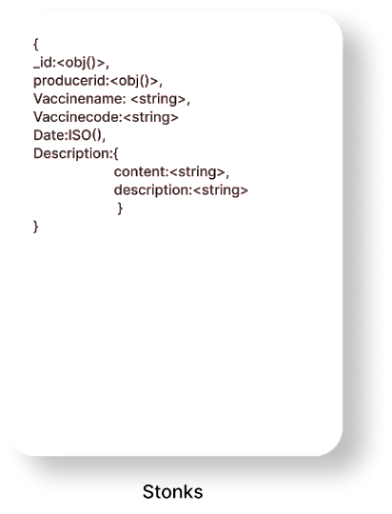 {
_id:<obj()>,
producerid:<obj()>,
Vaccinename: <string>,
Vaccinecode:<string>
Date:ISO(),
Description:{
content:<string>,
description:<string>
}
}
Stonks